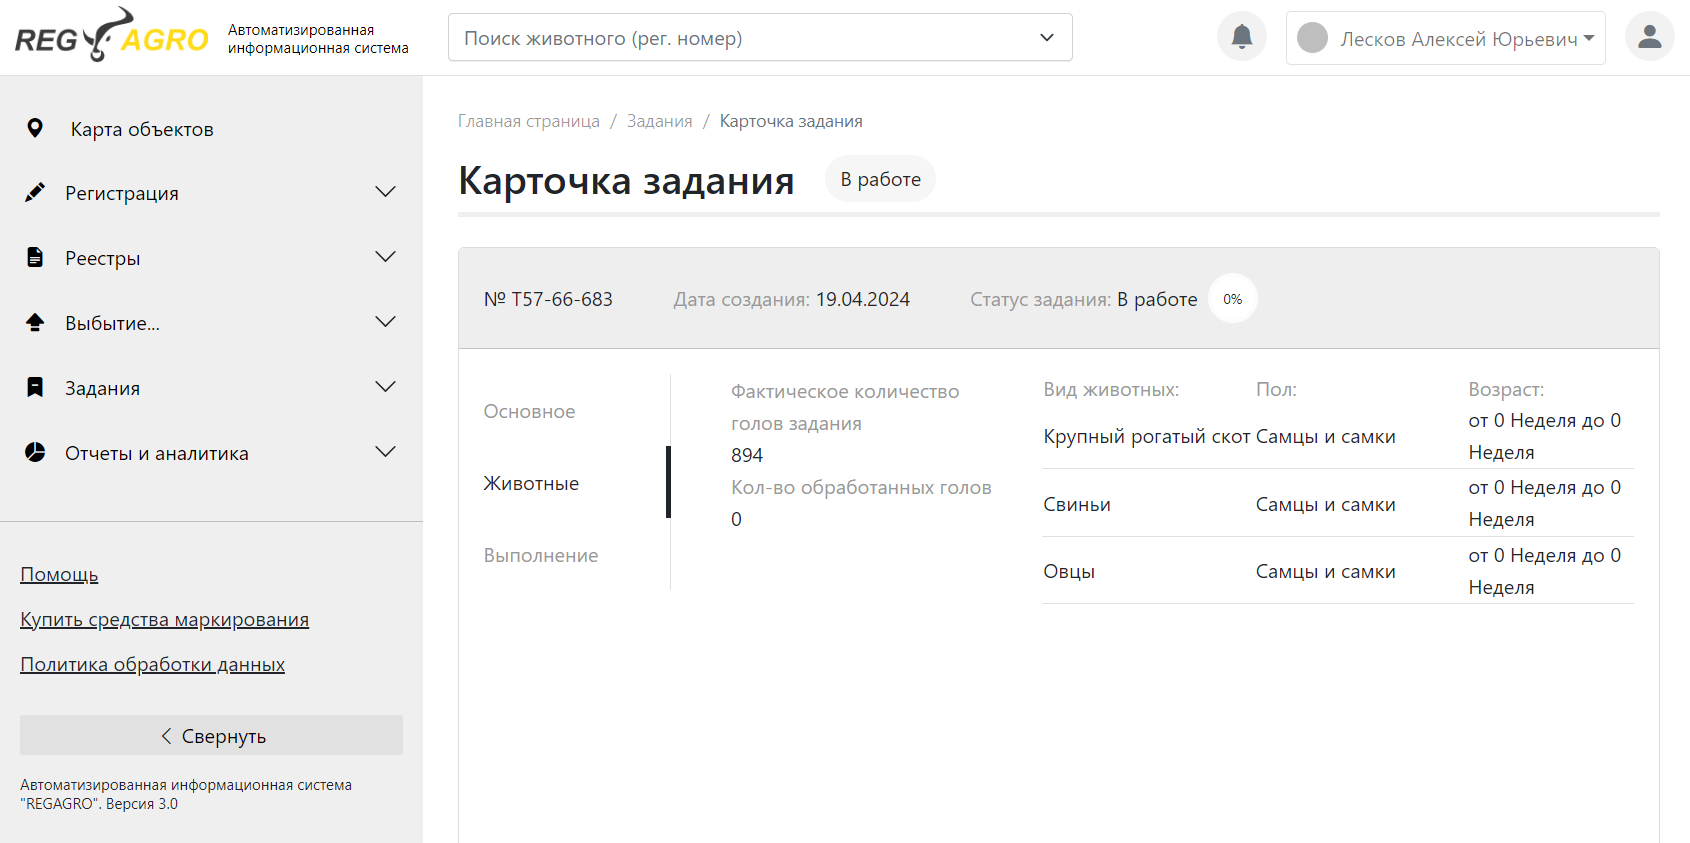 REG AGRO
Автоматизированная
информационная система
Поиск животного (рег. номер)
Лесков Алексей Юрьевич
Карта объектов
Регистрация
Реестры
Выбытие...
Задания
Отчеты и аналитика
Помощь
Купить средства маркирования
Политика обработки данных
Свернуть
Автоматизированная информационная система
"REGAGRO". Версия 3.0
Главная страница / Задания / Карточка задания
Карточка задания В работе
№ Т57-66-683 Дата создания: 19.04.2024 Статус задания: В работе 0%
Основное
Животные
Выполнение
Фактическое количество
голов задания
894
Кол-во обработанных голов
0
Вид животных: Пол: Возраст:
Крупный рогатый скот Самцы и самки от 0 Неделя до 0
Неделя
Свиньи Самцы и самки от 0 Неделя до 0
Неделя
Овцы Самцы и самки от 0 Неделя до 0
Неделя